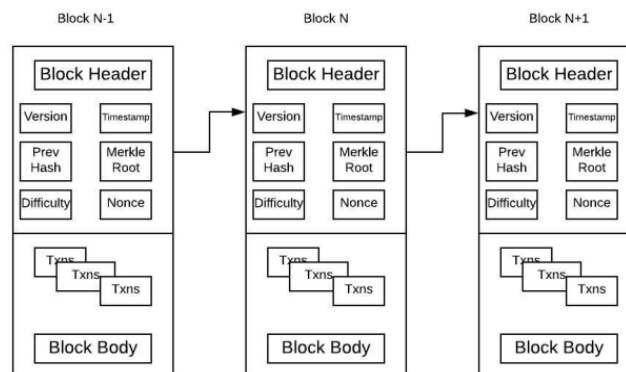 Block N-1
Block N
Block N+1
Block Header
Block Header
Block Header
Version
Timestamp
Version
Timestamp
Version
Timestamp
Prev
Hash
Merkle
Root
Prev
Hash
Merkle
Root
Prev
Hash
Merkle
Root
Difficulty
Nonce
Difficulty
Nonce
Difficulty
Nonce
Txns
Txns
Txns
Txns
Txns
Txns
Txns
Txns
Txns
Block Body
Block Body
Block Body